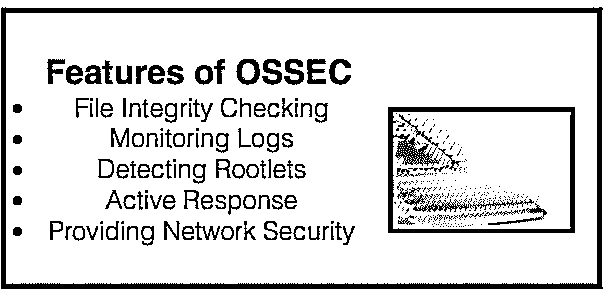 Features of OSSEC
• File Integrity Checking
• Monitoring Logs
• Detecting Rootlets
• Active Response
• Providing Network Security